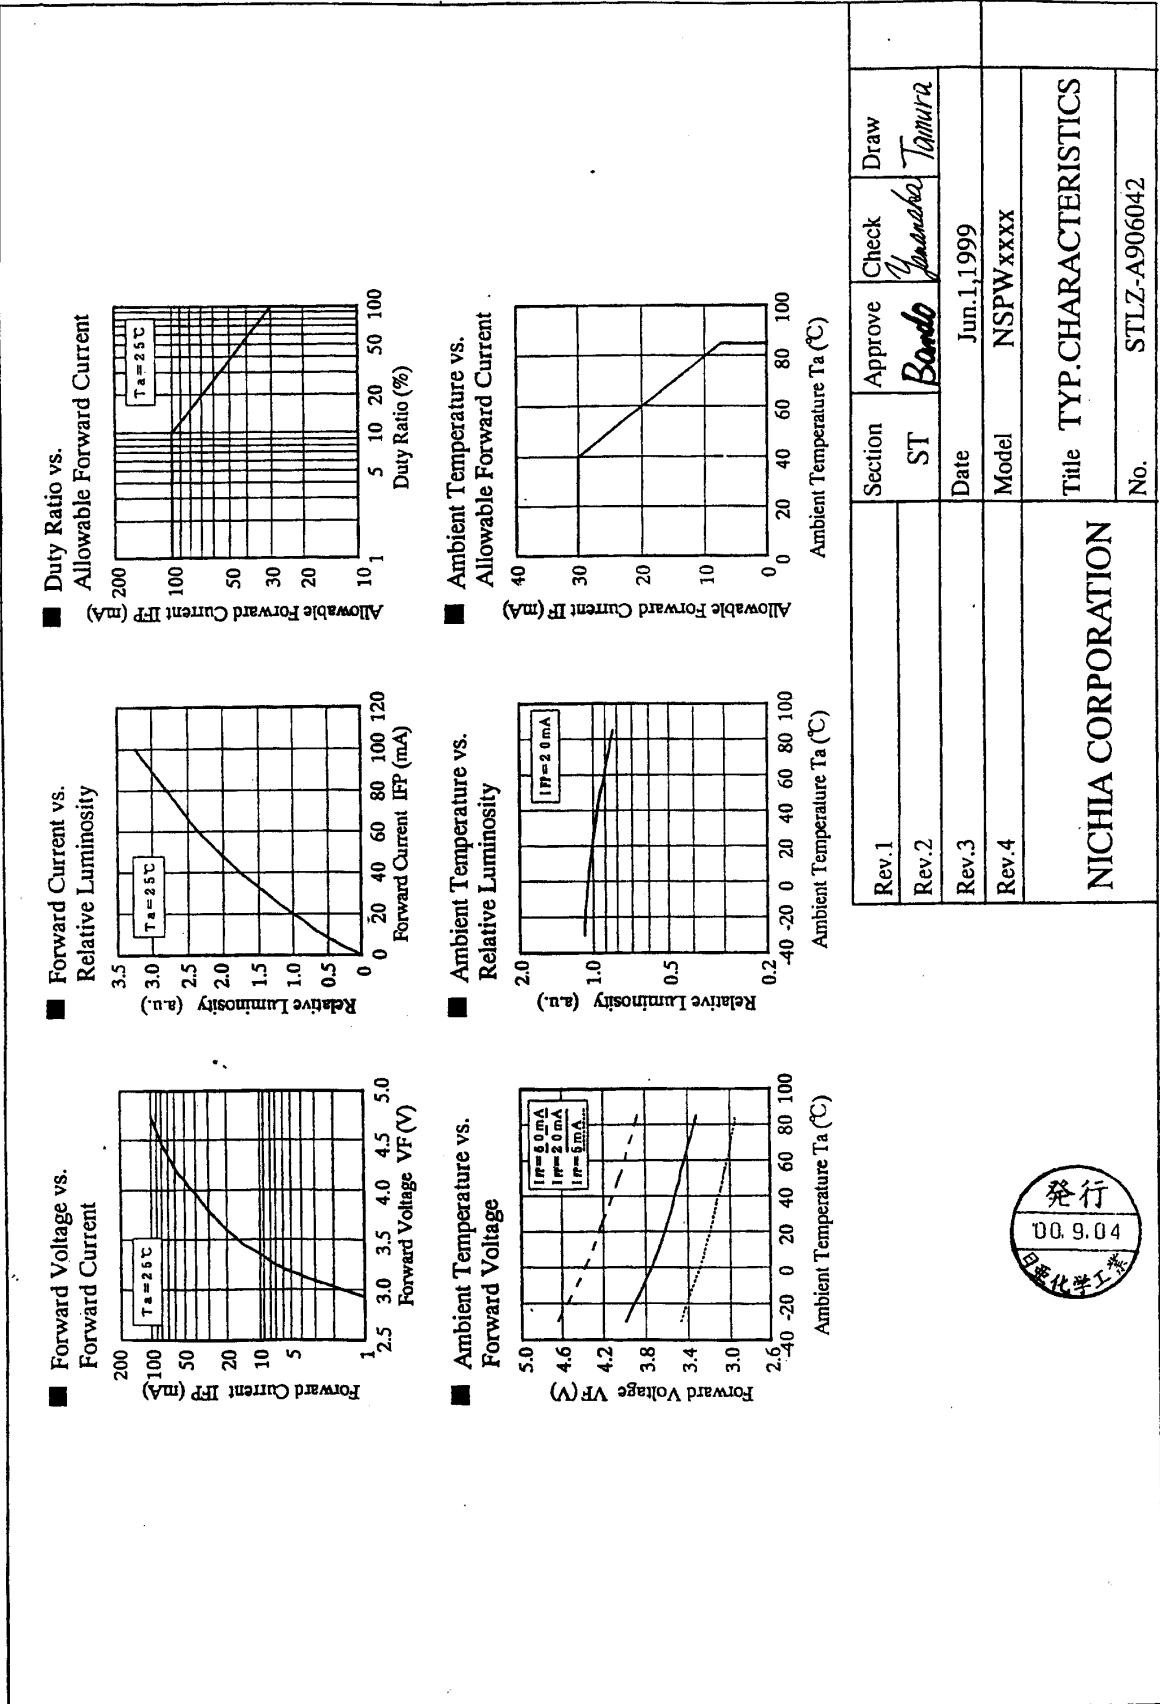 ■ Forward Voltage vs.
Forward Current
Ta=25℃
200
100
50
20
10
5
1
Forward Current IFP (mA)
2.5 3.0 3.5 4.0 4.5 5.0
Forward Voltage VF (V)
■ Forward Current vs.
Relative Luminosity
Ta=25℃
3.5
3.0
2.5
2.0
1.5
1.0
0.5
0
Relative Luminosity (a.u.)
0 20 40 60 80 100 120
Forward Current IFP (mA)
■ Duty Ratio vs.
Allowable Forward Current
Ta=25℃
200
100
50
30
20
10
Allowable Forward Current IFP (mA)
1 5 10 20 50 100
Duty Ratio (%)
■ Ambient Temperature vs.
Forward Voltage
IFP=60mA
IFP=20mA
IFP=5mA
5.0
4.6
4.2
3.8
3.4
3.0
2.6
Forward Voltage VF (V)
-40 -20 0 20 40 60 80 100
Ambient Temperature Ta (℃)
■ Ambient Temperature vs.
Relative Luminosity
IFP=20mA
2.0
1.0
0.5
0.2
Relative Luminosity (a.u.)
-40 -20 0 20 40 60 80 100
Ambient Temperature Ta (℃)
■ Ambient Temperature vs.
Allowable Forward Current
40
30
20
10
0
Allowable Forward Current IF (mA)
0 20 40 60 80 100
Ambient Temperature Ta (℃)
Rev.1
Rev.2
Rev.3
Rev.4
NICHIA CORPORATION
Section Approve Check Draw
ST Bando Yamanaka Tamura
Date Jun.1,1999
Model NSPWxxxx
Title TYP.CHARACTERISTICS
No. STLZ-A906042
発行
'00.9.04
日亜化学工業